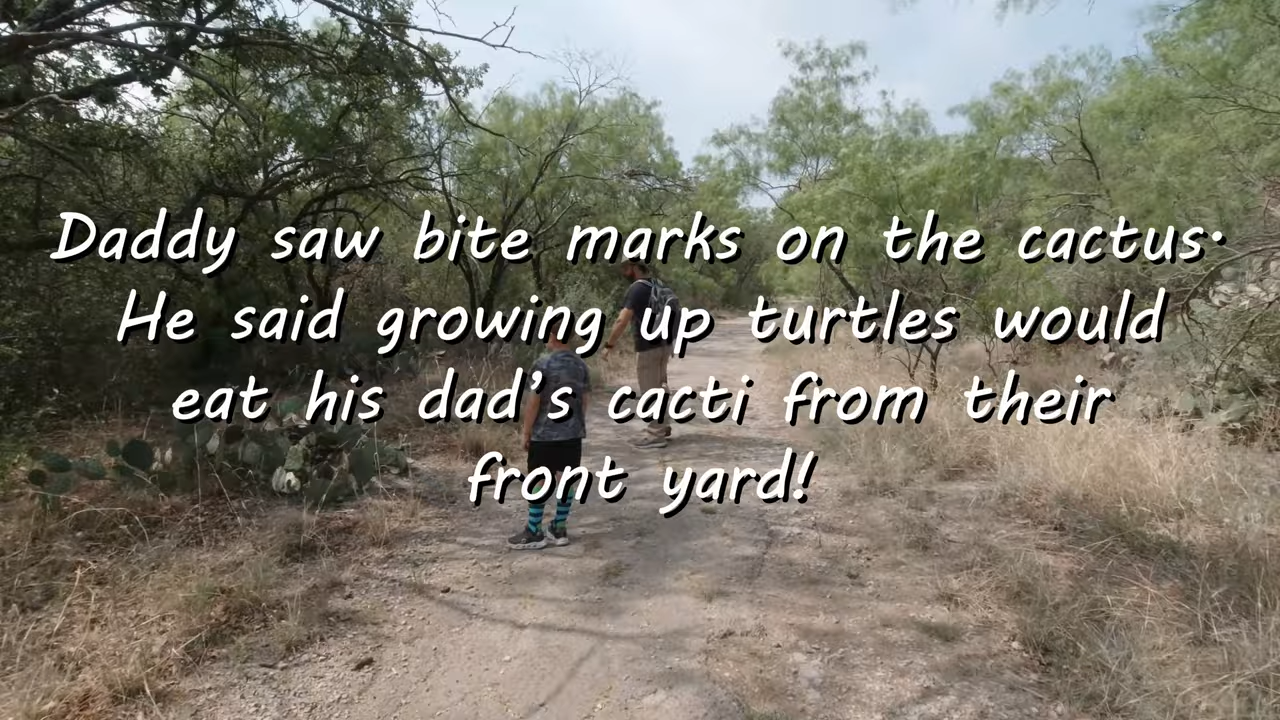 Daddy saw bite marks on the cactus.
He said growing up turtles would
eat his dad’s cacti from their
front yard!